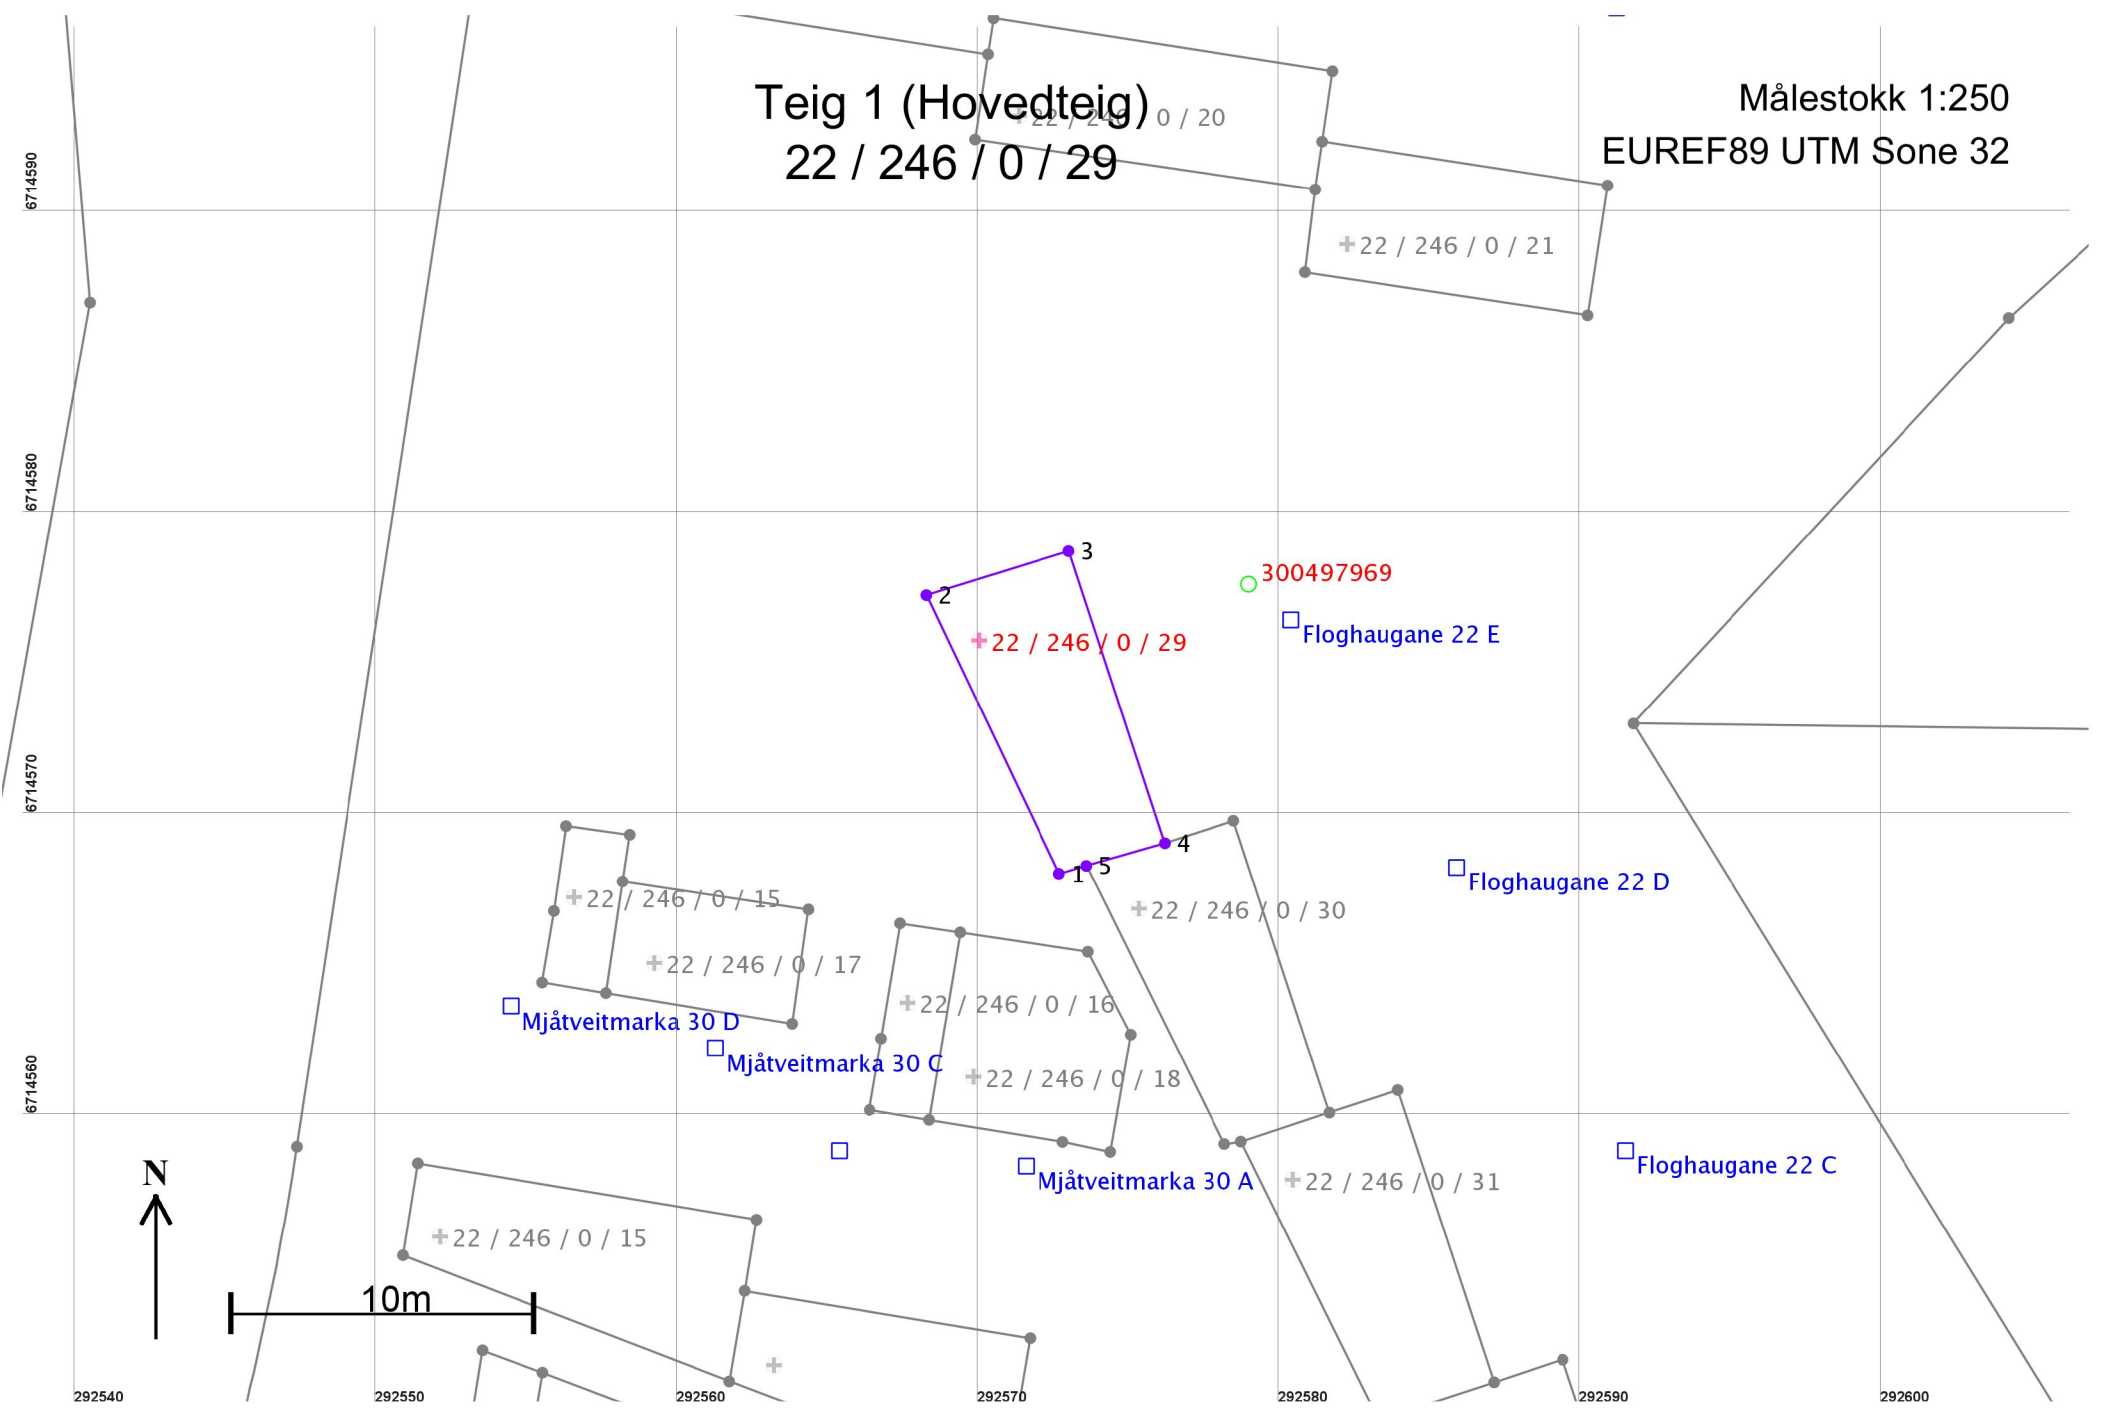 Teig 1 (Hovedteig)
22 / 246 / 0 / 29
Målestokk 1:250
EUREF89 UTM Sone 32
22 / 246 / 0 / 20
22 / 246 / 0 / 21
6714590
6714580
6714570
6714560
3
2
300497969
Floghaugane 22 E
22 / 246 / 0 / 29
4
5
1
Floghaugane 22 D
22 / 246 / 0 / 15
22 / 246 / 0 / 30
22 / 246 / 0 / 17
22 / 246 / 0 / 16
Mjåtveitmarka 30 D
Mjåtveitmarka 30 C
22 / 246 / 0 / 18
Floghaugane 22 C
Mjåtveitmarka 30 A
22 / 246 / 0 / 31
N
22 / 246 / 0 / 15
10m
292540
292550
292560
292570
292580
292590
292600